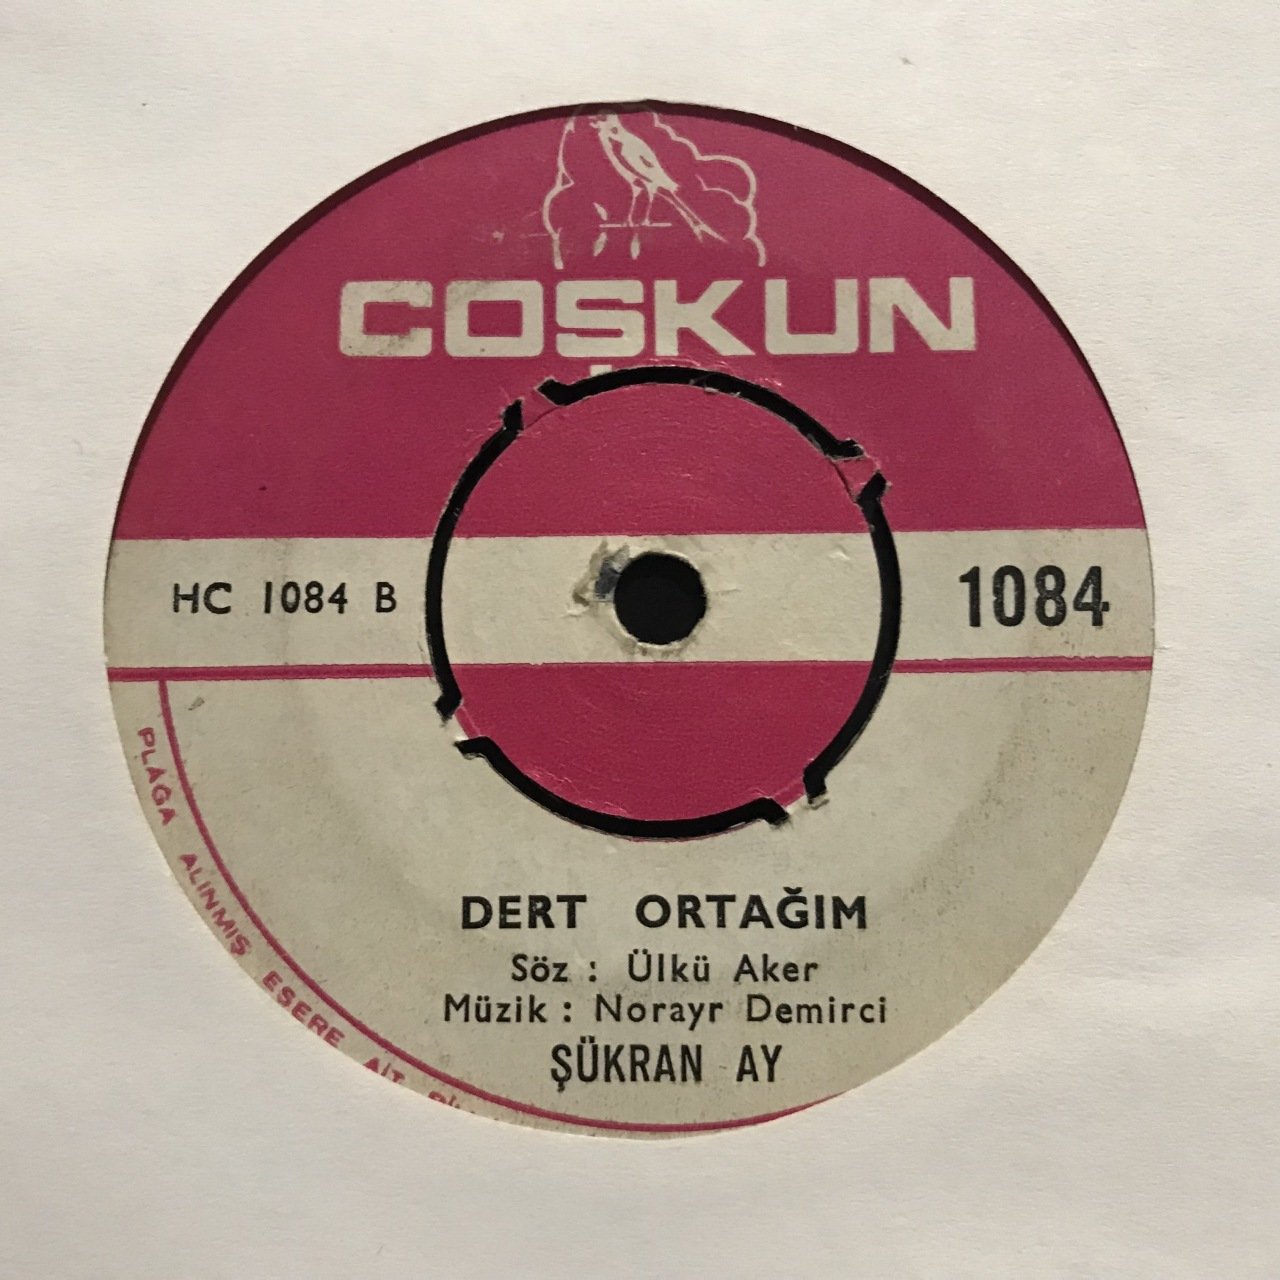 COŞKUN
HC 1084 B
1084
DERT ORTAĞIM
Söz : Ülkü Aker
Müzik : Norayr Demirci
ŞÜKRAN AY
PLAĞA ALINMIŞ ESERE AİT